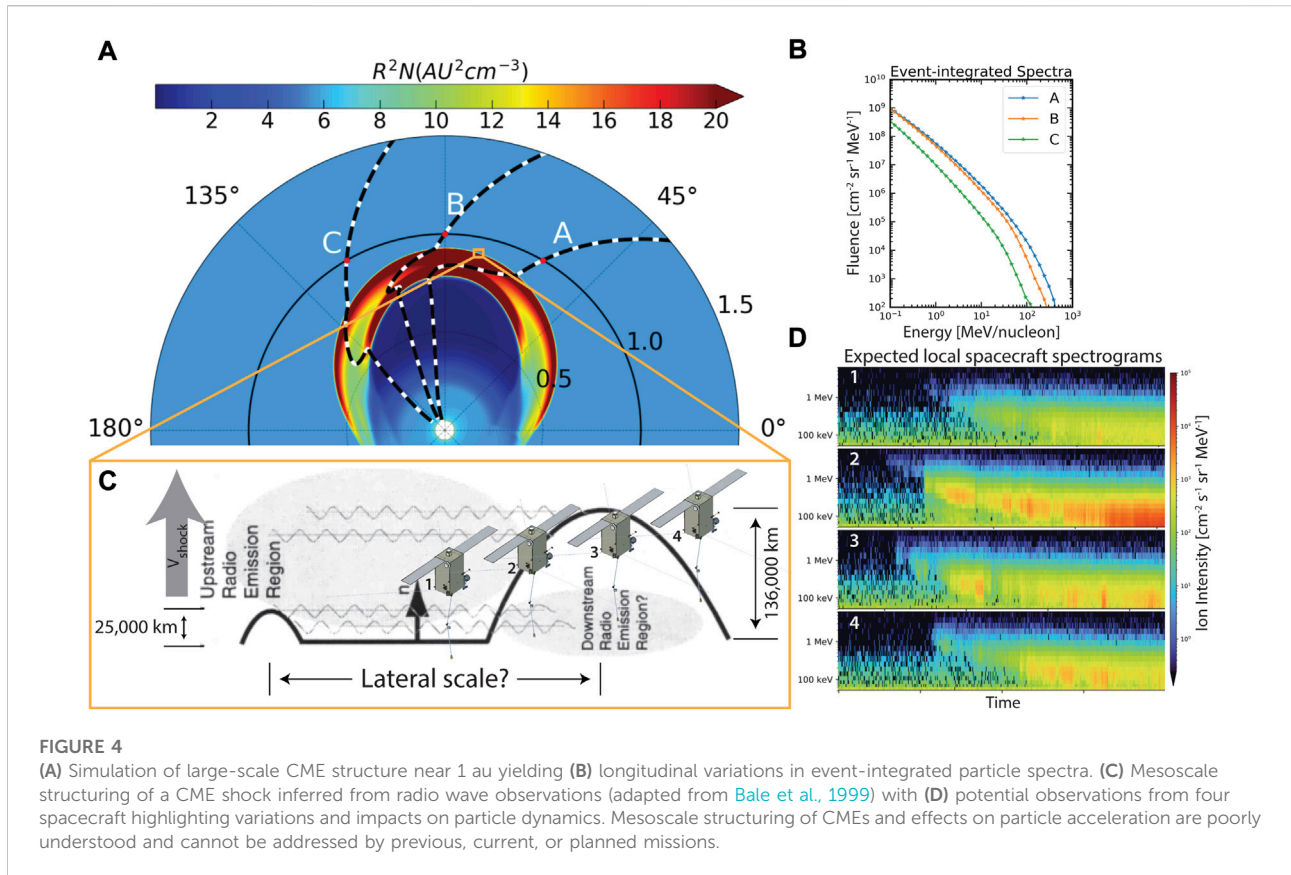 A
R²N(AU²cm⁻³)
2 4 6 8 10 12 14 16 18 20
135°
45°
C
B
A
1.5
1.0
0.5
180°
0°
B
Event-integrated Spectra
A
B
C
10¹⁰
10⁹
10⁸
10⁷
10⁶
10⁵
10⁴
10³
10²
Fluence [cm⁻² sr⁻¹ MeV⁻¹]
10⁻¹ 10⁰ 10¹ 10² 10³
Energy [MeV/nucleon]
C
Vshock
Upstream
Radio
Emission
Region
25,000 km
n
1
2
3
4
Downstream
Radio
Emission
Region?
136,000 km
Lateral scale?
D
Expected local spacecraft spectrograms
1
1 MeV
100 keV
2
1 MeV
100 keV
3
1 MeV
100 keV
4
1 MeV
100 keV
Time
10⁵
10⁴
10³
10²
10¹
10⁰
Ion Intensity [cm⁻² s⁻¹ sr⁻¹ MeV⁻¹]
FIGURE 4
(A) Simulation of large-scale CME structure near 1 au yielding (B) longitudinal variations in event-integrated particle spectra. (C) Mesoscale
structuring of a CME shock inferred from radio wave observations (adapted from Bale et al., 1999) with (D) potential observations from four
spacecraft highlighting variations and impacts on particle dynamics. Mesoscale structuring of CMEs and effects on particle acceleration are poorly
understood and cannot be addressed by previous, current, or planned missions.